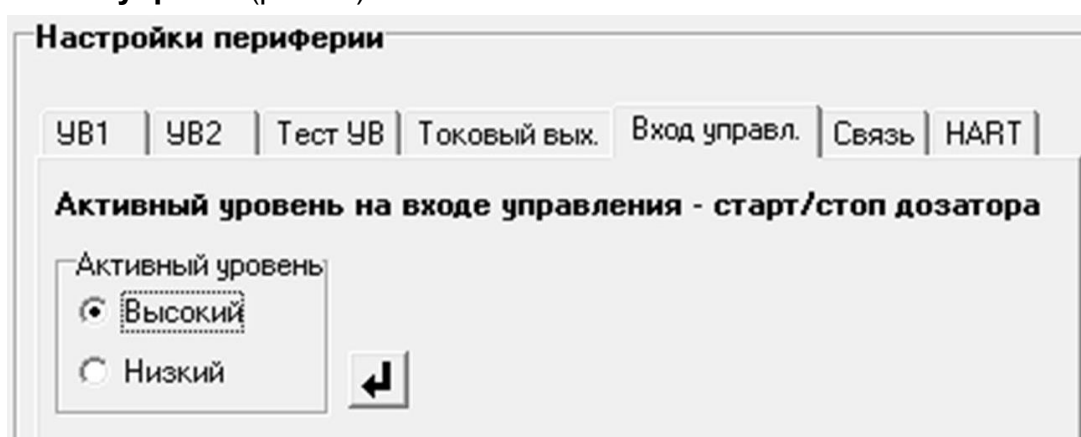 Настройки периферии
УВ1 УВ2 Тест УВ Токовый вых. Вход управл. Связь HART
Активный уровень на входе управления - старт/стоп дозатора
Активный уровень
Высокий
Низкий